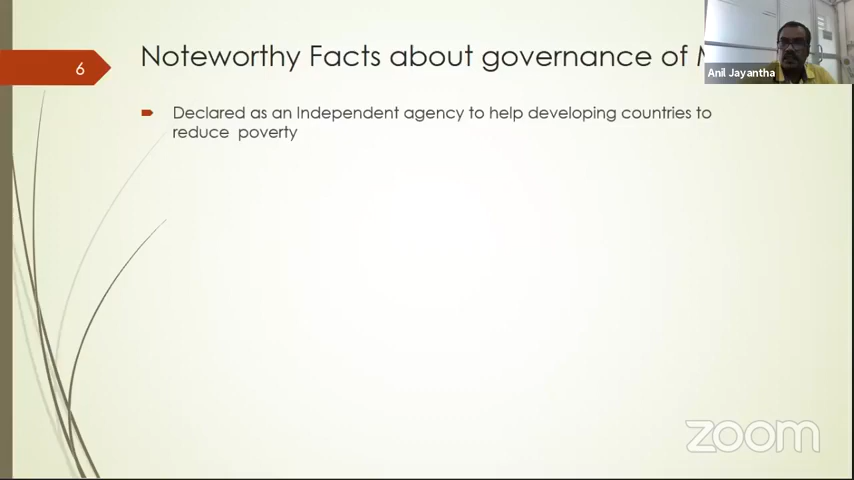 6
Noteworthy Facts about governance of
Anil Jayantha
Declared as an Independent agency to help developing countries to
reduce poverty
zoom